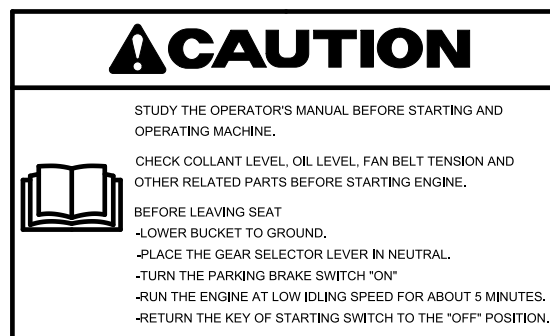 CAUTION
STUDY THE OPERATOR'S MANUAL BEFORE STARTING AND
OPERATING MACHINE.
CHECK COLLANT LEVEL, OIL LEVEL, FAN BELT TENSION AND
OTHER RELATED PARTS BEFORE STARTING ENGINE.
BEFORE LEAVING SEAT
-LOWER BUCKET TO GROUND.
-PLACE THE GEAR SELECTOR LEVER IN NEUTRAL.
-TURN THE PARKING BRAKE SWITCH "ON"
-RUN THE ENGINE AT LOW IDLING SPEED FOR ABOUT 5 MINUTES.
-RETURN THE KEY OF STARTING SWITCH TO THE "OFF" POSITION.